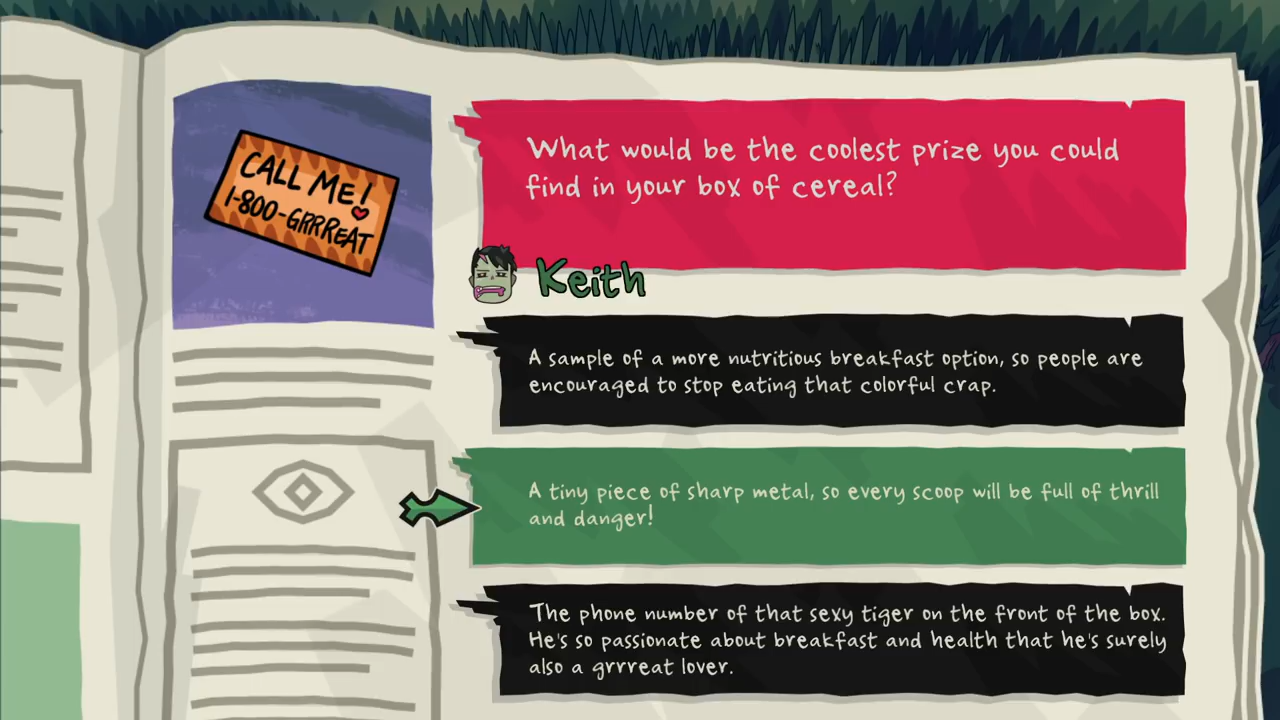 CALL ME!
1-800-GRRREAT
What would be the coolest prize you could
find in your box of cereal?
Keith
A sample of a more nutritious breakfast option, so people are
encouraged to stop eating that colorful crap.
A tiny piece of sharp metal, so every scoop will be full of thrill
and danger!
The phone number of that sexy tiger on the front of the box.
He's so passionate about breakfast and health that he's surely
also a grrreat lover.